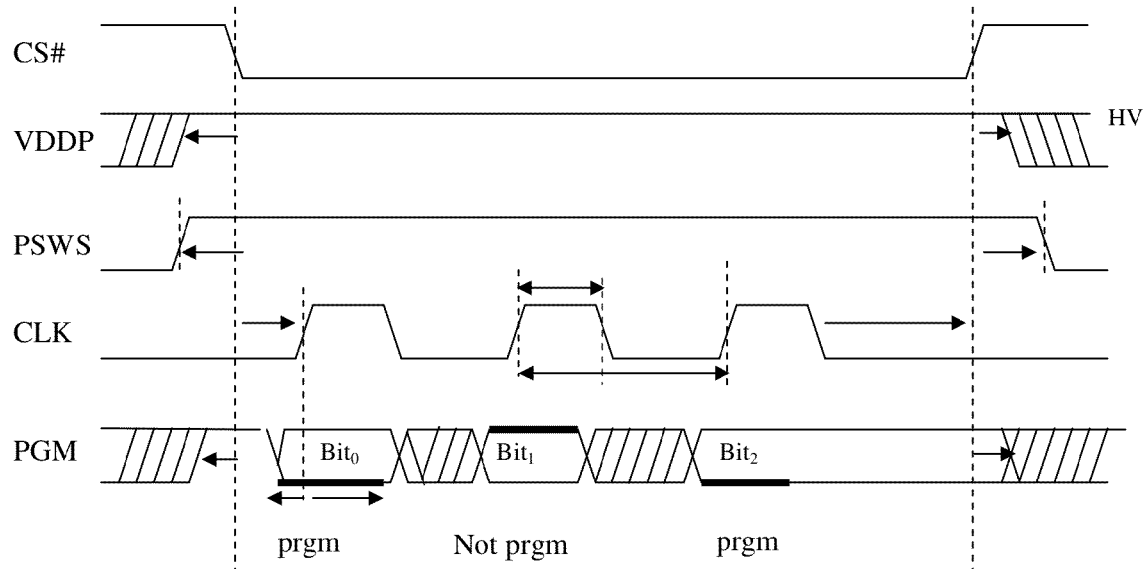 CS#
VDDP
HV
PSWS
CLK
PGM
Bit₀
Bit₁
Bit₂
prgm
Not prgm
prgm